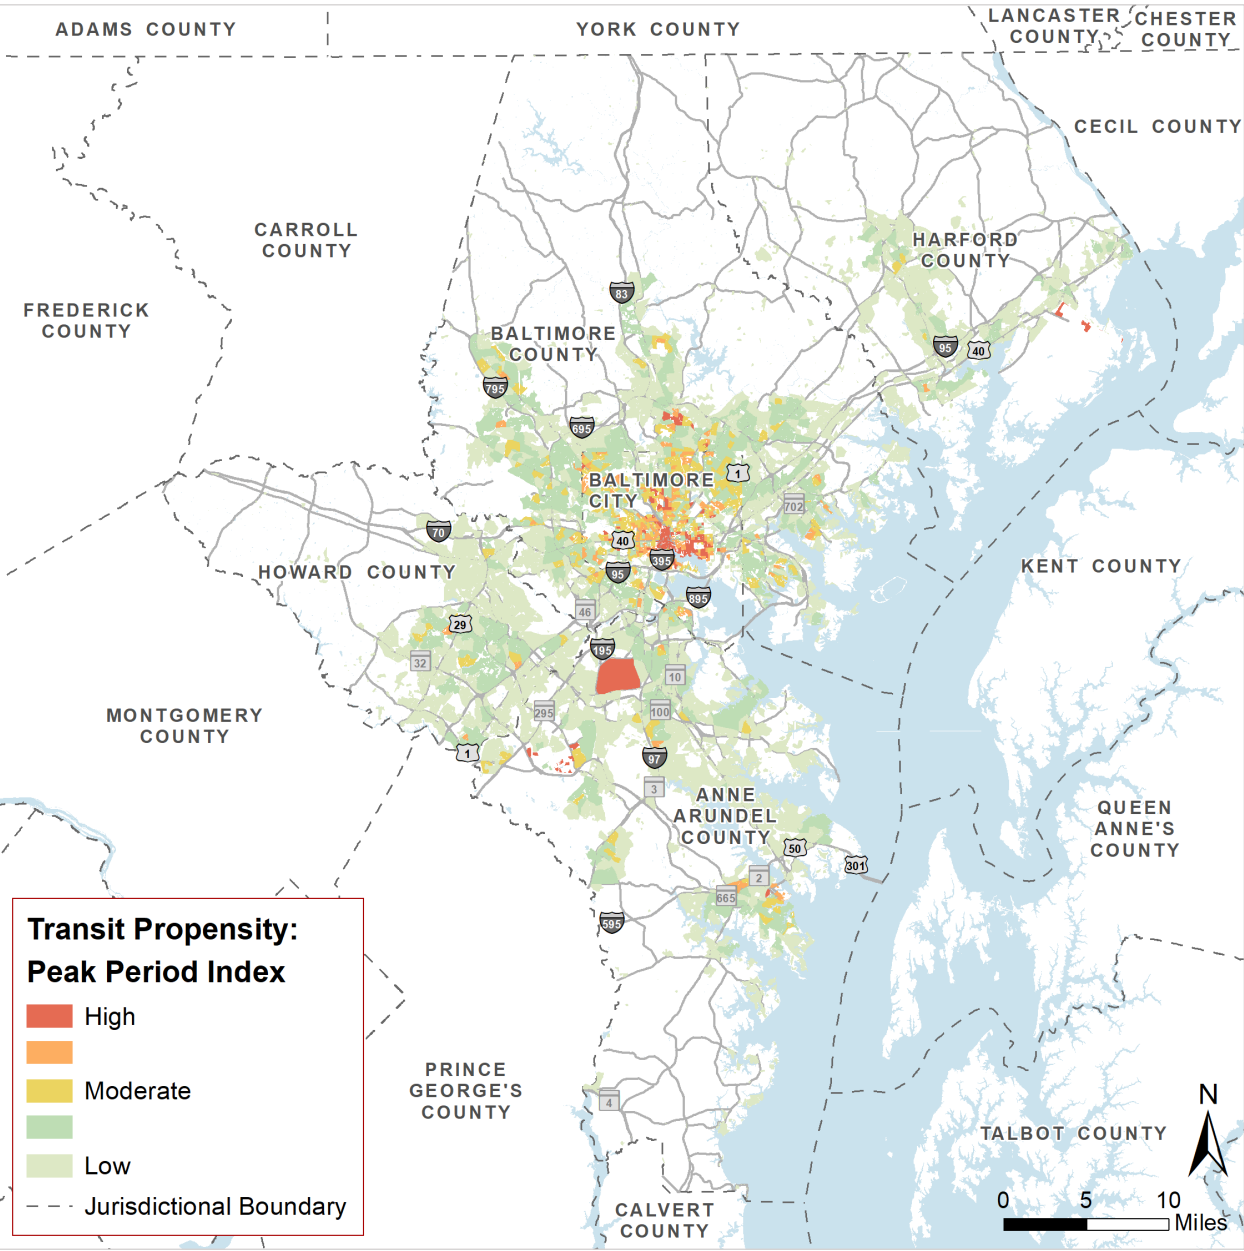 ADAMS COUNTY
YORK COUNTY
LANCASTER
COUNTY
CHESTER
COUNTY
CECIL COUNTY
CARROLL
COUNTY
HARFORD
COUNTY
FREDERICK
COUNTY
83
BALTIMORE
COUNTY
95
40
795
695
BALTIMORE
CITY
1
702
70
40
395
95
HOWARD COUNTY
KENT COUNTY
895
46
29
195
32
10
MONTGOMERY
COUNTY
295
100
1
97
3
ANNE
ARUNDEL
COUNTY
QUEEN
ANNE'S
COUNTY
50
301
2
665
595
Transit Propensity:
Peak Period Index
High
Moderate
Low
Jurisdictional Boundary
PRINCE
GEORGE'S
COUNTY
4
N
TALBOT COUNTY
0 5 10
Miles
CALVERT
COUNTY